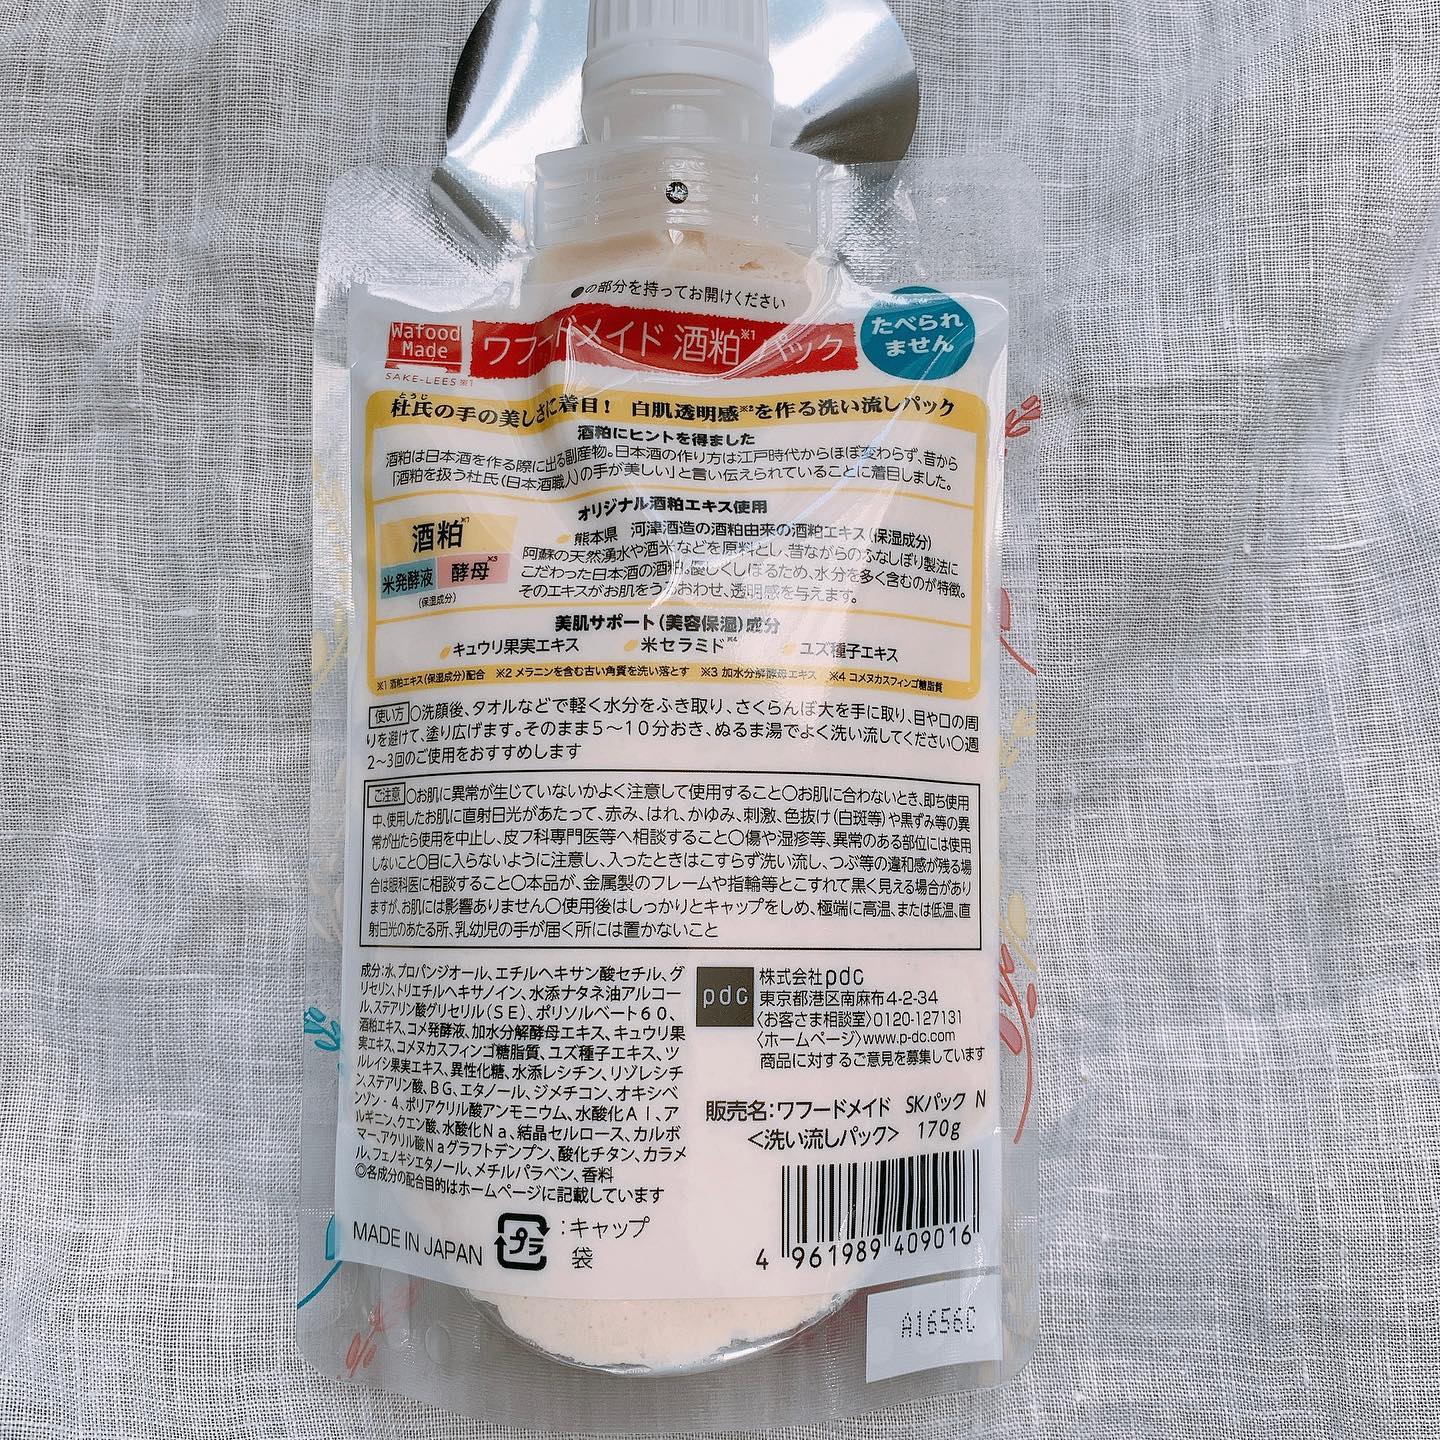 ●の部分を持ってお開けください
Wafood Made
SAKE-LEES※1
ワフードメイド 酒粕※1パック
たべられません
杜氏の手の美しさに着目! 白肌透明感※2を作る洗い流しパック
とうじ
酒粕にヒントを得ました
酒粕は日本酒を作る際に出る副産物。日本酒の作り方は江戸時代からほぼ変わらず、昔から
「酒粕を扱う杜氏(日本酒職人)の手が美しい」と言い伝えられていることに着目しました。
オリジナル酒粕エキス使用
酒粕※1
米発酵液 酵母※3
(保湿成分)
熊本県 河津酒造の酒粕由来の酒粕エキス(保湿成分)
阿蘇の天然湧水や酒米などを原料とし、昔ながらのふなしぼり製法に
こだわった日本酒の酒粕。優しくしぼるため、水分を多く含むのが特徴。
そのエキスがお肌をうるおわせ、透明感を与えます。
美肌サポート(美容保湿)成分
キュウリ果実エキス 米セラミド※4 ユズ種子エキス
※1 酒粕エキス(保湿成分)配合 ※2 メラニンを含む古い角質を洗い落とす ※3 加水分解酵母エキス ※4 コメヌカスフィンゴ糖脂質
使い方 〇洗顔後、タオルなどで軽く水分をふき取り、さくらんぼ大を手に取り、目や口の周
りを避けて、塗り広げます。そのまま5〜10分おき、ぬるま湯でよく洗い流してください〇週
2〜3回のご使用をおすすめします
ご注意 〇お肌に異常が生じていないかよく注意して使用すること〇お肌に合わないとき、即ち使用
中、使用したお肌に直射日光があたって、赤み、はれ、かゆみ、刺激、色抜け(白斑等)や黒ずみ等の異
常が出たら使用を中止し、皮フ科専門医等へ相談すること〇傷や湿疹等、異常のある部位には使用
しないこと〇目に入らないように注意し、入ったときはこすらず洗い流し、つぶ等の違和感が残る場
合は眼科医に相談すること〇本品が、金属製のフレームや指輪等とこすれて黒く見える場合があり
ますが、お肌には影響ありません〇使用後はしっかりとキャップをしめ、極端に高温、または低温、直
射日光のあたる所、乳幼児の手が届く所には置かないこと
成分:水、プロパンジオール、エチルヘキサン酸セチル、グ
リセリン、トリエチルヘキサノイン、水添ナタネ油アルコー
ル、ステアリン酸グリセリル(SE)、ポリソルベート60、
酒粕エキス、コメ発酵液、加水分解酵母エキス、キュウリ果
実エキス、コメヌカスフィンゴ糖脂質、ユズ種子エキス、ツ
ルレイシ果実エキス、異性化糖、水添レシチン、リゾレシチ
ン、ステアリン酸、BG、エタノール、ジメチコン、オキシベ
ンゾン-4、ポリアクリル酸アンモニウム、水酸化Al、ア
ルギニン、クエン酸、水酸化Na、結晶セルロース、カルボ
マー、アクリル酸Naグラフトデンプン、酸化チタン、カラメ
ル、フェノキシエタノール、メチルパラベン、香料
◎各成分の配合目的はホームページに記載しています
pdc
株式会社pdc
東京都港区南麻布4-2-34
〈お客さま相談室〉0120-127131
〈ホームページ〉www.p-dc.com
商品に対するご意見を募集しています
販売名:ワフードメイド SKパック N
<洗い流しパック> 170g
MADE IN JAPAN
プラ
:キャップ
袋
4 961989 409016
A1656C